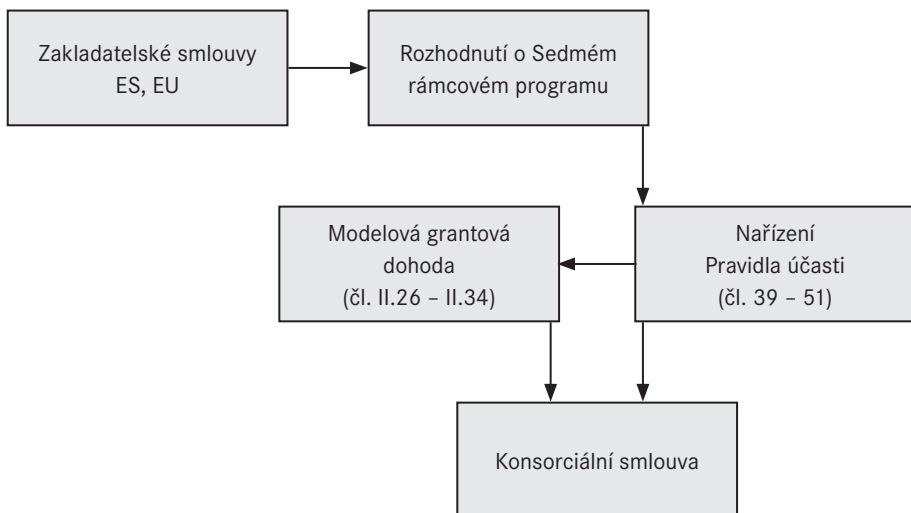 Zakladatelské smlouvy
ES, EU
Rozhodnutí o Sedmém
rámcovém programu
Modelová grantová
dohoda
(čl. II.26 – II.34)
Nařízení
Pravidla účasti
(čl. 39 – 51)
Konsorciální smlouva